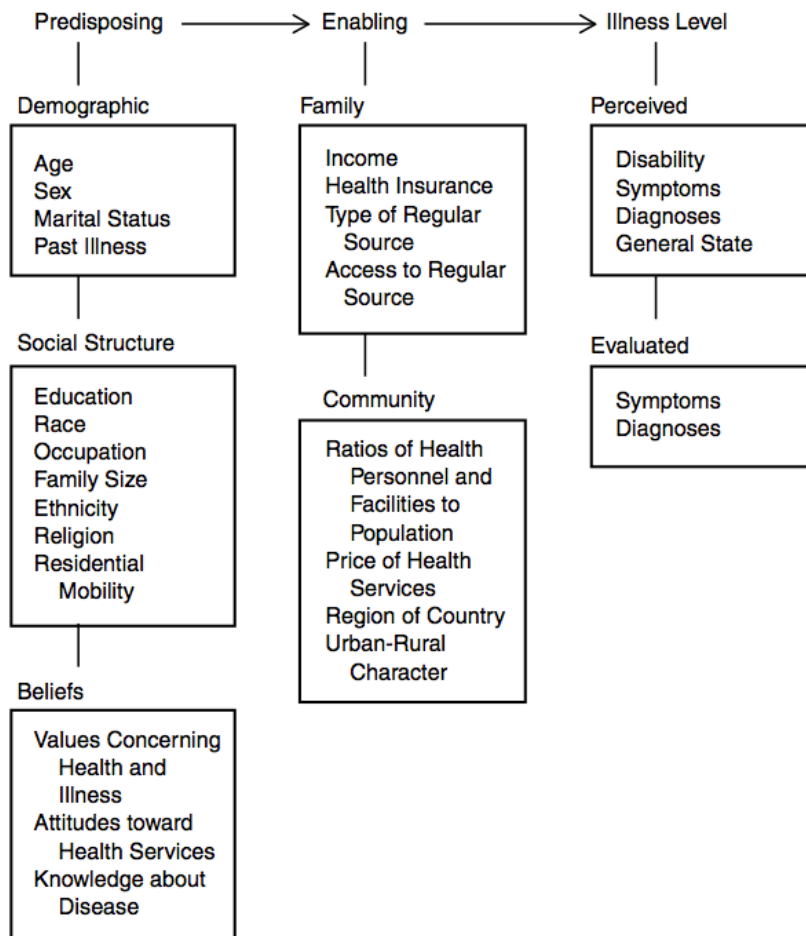 Predisposing
Enabling
Illness Level
Demographic
Age
Sex
Marital Status
Past Illness
Social Structure
Education
Race
Occupation
Family Size
Ethnicity
Religion
Residential
Mobility
Beliefs
Values Concerning
Health and
Illness
Attitudes toward
Health Services
Knowledge about
Disease
Family
Income
Health Insurance
Type of Regular
Source
Access to Regular
Source
Community
Ratios of Health
Personnel and
Facilities to
Population
Price of Health
Services
Region of Country
Urban-Rural
Character
Perceived
Disability
Symptoms
Diagnoses
General State
Evaluated
Symptoms
Diagnoses